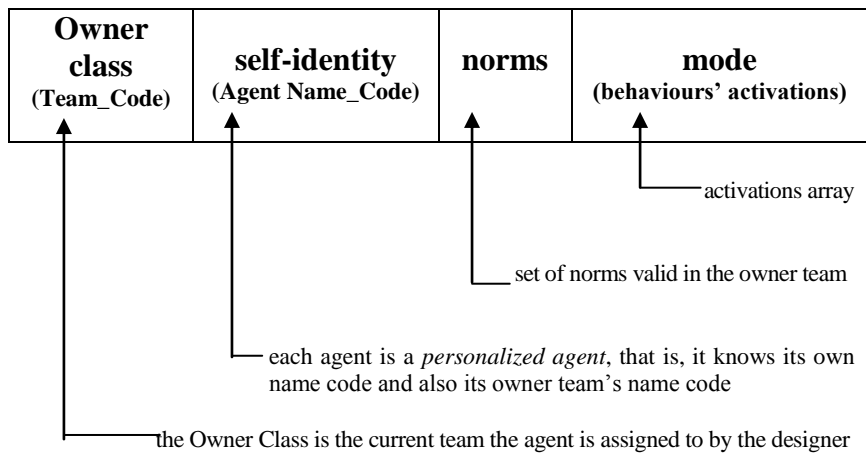 Owner
class
(Team_Code)
self-identity
(Agent Name_Code)
norms
mode
(behaviours' activations)
activations array
set of norms valid in the owner team
each agent is a personalized agent, that is, it knows its own
name code and also its owner team's name code
the Owner Class is the current team the agent is assigned to by the designer